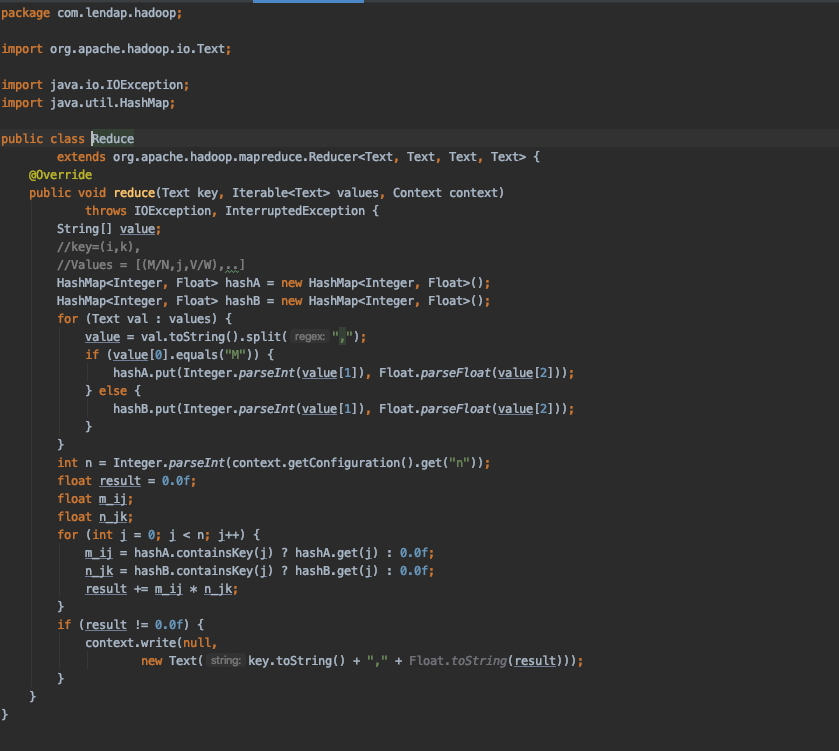 package com.lendap.hadoop;
import org.apache.hadoop.io.Text;
import java.io.IOException;
import java.util.HashMap;
public class Reduce
extends org.apache.hadoop.mapreduce.Reducer<Text, Text, Text, Text> {
@Override
public void reduce(Text key, Iterable<Text> values, Context context)
throws IOException, InterruptedException {
String[] value;
//key=(i,k),
//Values = [(M/N,j,V/W),..]
HashMap<Integer, Float> hashA = new HashMap<Integer, Float>();
HashMap<Integer, Float> hashB = new HashMap<Integer, Float>();
for (Text val : values) {
value = val.toString().split( regex: ",");
if (value[0].equals("M")) {
hashA.put(Integer.parseInt(value[1]), Float.parseFloat(value[2]));
} else {
hashB.put(Integer.parseInt(value[1]), Float.parseFloat(value[2]));
}
}
int n = Integer.parseInt(context.getConfiguration().get("n"));
float result = 0.0f;
float m_ij;
float n_jk;
for (int j = 0; j < n; j++) {
m_ij = hashA.containsKey(j) ? hashA.get(j) : 0.0f;
n_jk = hashB.containsKey(j) ? hashB.get(j) : 0.0f;
result += m_ij * n_jk;
}
if (result != 0.0f) {
context.write(null,
new Text( string: key.toString() + "," + Float.toString(result)));
}
}
}